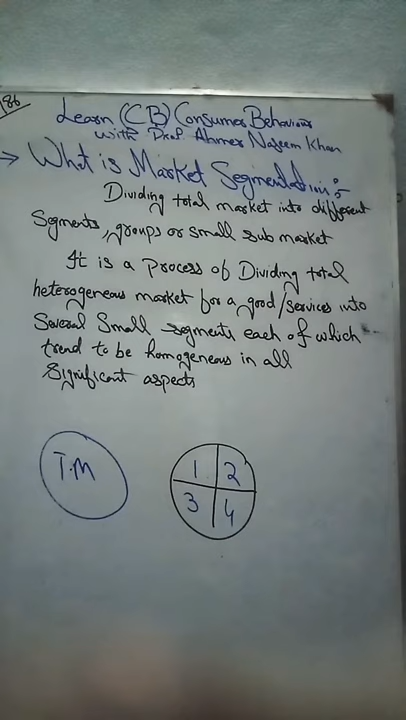 86
Learn (CB) Consumer Behaviour
with Prof. Ahmer Naseem Khan
→ What is Market Segmentation:-
Dividing total market into different
Segments, groups or small sub market
It is a Process of Dividing total
heterogeneous market for a good/services into
Several Small segments each of which
trend to be homogeneous in all
Significant aspects
T.M
1 2
3 4